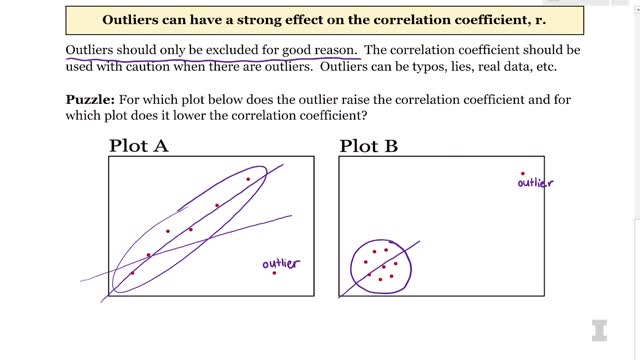 Outliers can have a strong effect on the correlation coefficient, r.
Outliers should only be excluded for good reason. The correlation coefficient should be
used with caution when there are outliers. Outliers can be typos, lies, real data, etc.
Puzzle: For which plot below does the outlier raise the correlation coefficient and for
which plot does it lower the correlation coefficient?
Plot A
Plot B
outlier
outlier